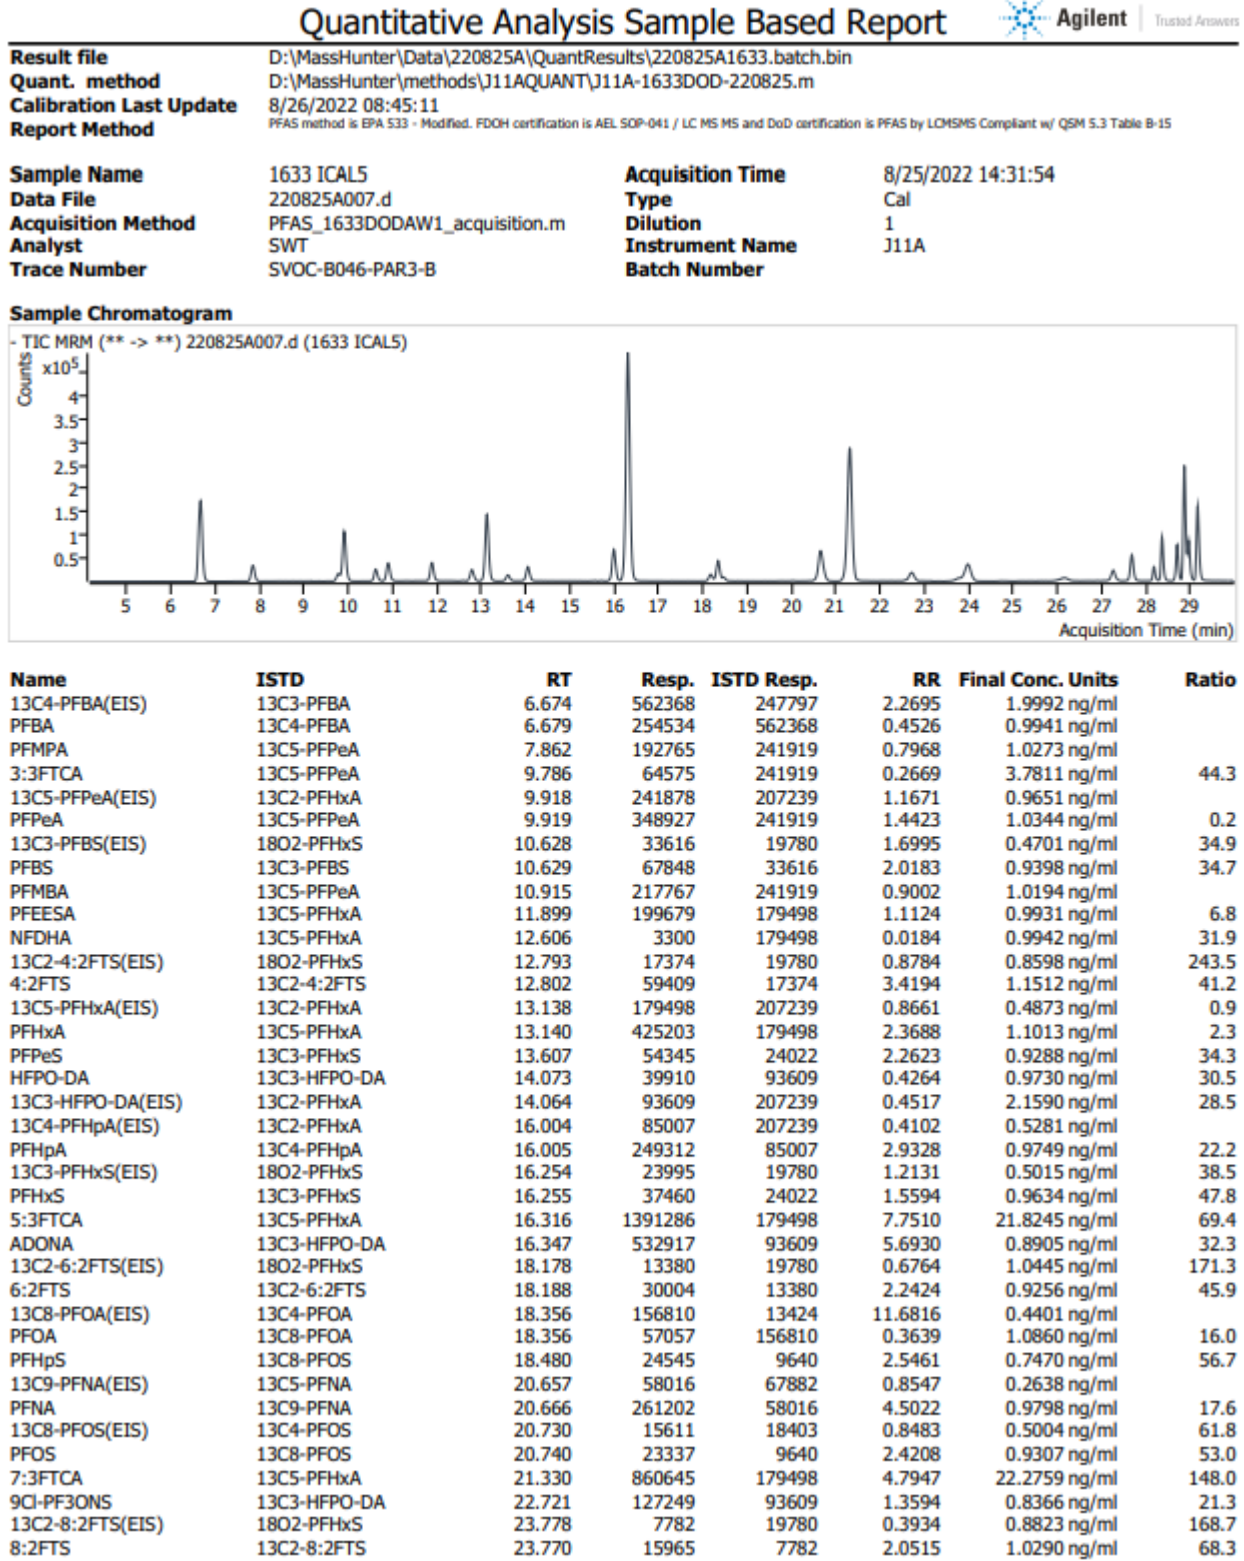 Quantitative Analysis Sample Based Report Agilent Trusted Answers
Result file D:\MassHunter\Data\220825A\QuantResults\220825A1633.batch.bin
Quant. method D:\MassHunter\methods\J11AQUANT\J11A-1633DOD-220825.m
Calibration Last Update 8/26/2022 08:45:11
Report Method PFAS method is EPA 533 - Modified. FDOH certification is AEL SOP-041 / LC MS MS and DoD certification is PFAS by LCMSMS Compliant w/ QSM 5.3 Table B-15
Sample Name 1633 ICAL5 Acquisition Time 8/25/2022 14:31:54
Data File 220825A007.d Type Cal
Acquisition Method PFAS_1633DODAW1_acquisition.m Dilution 1
Analyst SWT Instrument Name J11A
Trace Number SVOC-B046-PAR3-B Batch Number
Sample Chromatogram
- TIC MRM (** -> **) 220825A007.d (1633 ICAL5)
Counts
x10⁵
4
3.5
3
2.5
2
1.5
1
0.5
5 6 7 8 9 10 11 12 13 14 15 16 17 18 19 20 21 22 23 24 25 26 27 28 29
Acquisition Time (min)
Name ISTD RT Resp. ISTD Resp. RR Final Conc. Units Ratio
13C4-PFBA(EIS) 13C3-PFBA 6.674 562368 247797 2.2695 1.9992 ng/ml
PFBA 13C4-PFBA 6.679 254534 562368 0.4526 0.9941 ng/ml
PFMPA 13C5-PFPeA 7.862 192765 241919 0.7968 1.0273 ng/ml
3:3FTCA 13C5-PFPeA 9.786 64575 241919 0.2669 3.7811 ng/ml 44.3
13C5-PFPeA(EIS) 13C2-PFHxA 9.918 241878 207239 1.1671 0.9651 ng/ml
PFPeA 13C5-PFPeA 9.919 348927 241919 1.4423 1.0344 ng/ml 0.2
13C3-PFBS(EIS) 18O2-PFHxS 10.628 33616 19780 1.6995 0.4701 ng/ml 34.9
PFBS 13C3-PFBS 10.629 67848 33616 2.0183 0.9398 ng/ml 34.7
PFMBA 13C5-PFPeA 10.915 217767 241919 0.9002 1.0194 ng/ml
PFEESA 13C5-PFHxA 11.899 199679 179498 1.1124 0.9931 ng/ml 6.8
NFDHA 13C5-PFHxA 12.606 3300 179498 0.0184 0.9942 ng/ml 31.9
13C2-4:2FTS(EIS) 18O2-PFHxS 12.793 17374 19780 0.8784 0.8598 ng/ml 243.5
4:2FTS 13C2-4:2FTS 12.802 59409 17374 3.4194 1.1512 ng/ml 41.2
13C5-PFHxA(EIS) 13C2-PFHxA 13.138 179498 207239 0.8661 0.4873 ng/ml 0.9
PFHxA 13C5-PFHxA 13.140 425203 179498 2.3688 1.1013 ng/ml 2.3
PFPeS 13C3-PFHxS 13.607 54345 24022 2.2623 0.9288 ng/ml 34.3
HFPO-DA 13C3-HFPO-DA 14.073 39910 93609 0.4264 0.9730 ng/ml 30.5
13C3-HFPO-DA(EIS) 13C2-PFHxA 14.064 93609 207239 0.4517 2.1590 ng/ml 28.5
13C4-PFHpA(EIS) 13C2-PFHxA 16.004 85007 207239 0.4102 0.5281 ng/ml
PFHpA 13C4-PFHpA 16.005 249312 85007 2.9328 0.9749 ng/ml 22.2
13C3-PFHxS(EIS) 18O2-PFHxS 16.254 23995 19780 1.2131 0.5015 ng/ml 38.5
PFHxS 13C3-PFHxS 16.255 37460 24022 1.5594 0.9634 ng/ml 47.8
5:3FTCA 13C5-PFHxA 16.316 1391286 179498 7.7510 21.8245 ng/ml 69.4
ADONA 13C3-HFPO-DA 16.347 532917 93609 5.6930 0.8905 ng/ml 32.3
13C2-6:2FTS(EIS) 18O2-PFHxS 18.178 13380 19780 0.6764 1.0445 ng/ml 171.3
6:2FTS 13C2-6:2FTS 18.188 30004 13380 2.2424 0.9256 ng/ml 45.9
13C8-PFOA(EIS) 13C4-PFOA 18.356 156810 13424 11.6816 0.4401 ng/ml
PFOA 13C8-PFOA 18.356 57057 156810 0.3639 1.0860 ng/ml 16.0
PFHpS 13C8-PFOS 18.480 24545 9640 2.5461 0.7470 ng/ml 56.7
13C9-PFNA(EIS) 13C5-PFNA 20.657 58016 67882 0.8547 0.2638 ng/ml
PFNA 13C9-PFNA 20.666 261202 58016 4.5022 0.9798 ng/ml 17.6
13C8-PFOS(EIS) 13C4-PFOS 20.730 15611 18403 0.8483 0.5004 ng/ml 61.8
PFOS 13C8-PFOS 20.740 23337 9640 2.4208 0.9307 ng/ml 53.0
7:3FTCA 13C5-PFHxA 21.330 860645 179498 4.7947 22.2759 ng/ml 148.0
9Cl-PF3ONS 13C3-HFPO-DA 22.721 127249 93609 1.3594 0.8366 ng/ml 21.3
13C2-8:2FTS(EIS) 18O2-PFHxS 23.778 7782 19780 0.3934 0.8823 ng/ml 168.7
8:2FTS 13C2-8:2FTS 23.770 15965 7782 2.0515 1.0290 ng/ml 68.3